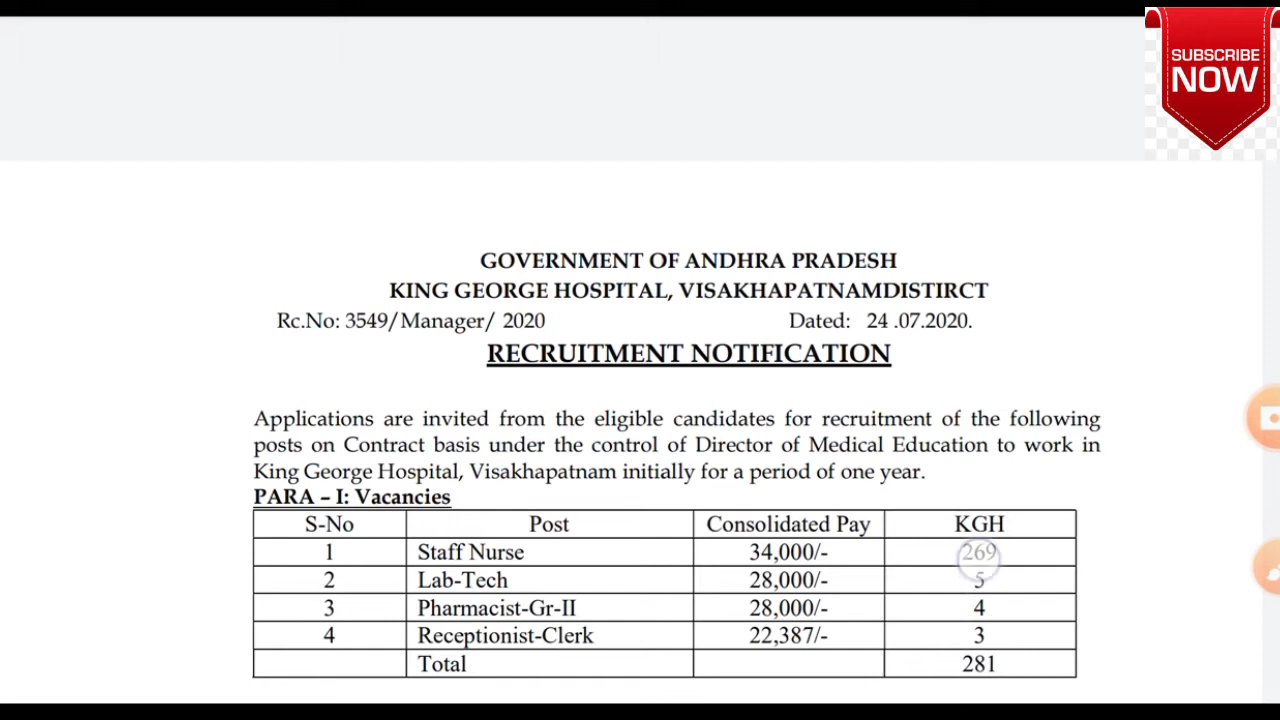 SUBSCRIBE
NOW
GOVERNMENT OF ANDHRA PRADESH
KING GEORGE HOSPITAL, VISAKHAPATNAMDISTIRCT
Rc.No: 3549/Manager/ 2020 Dated: 24 .07.2020.
RECRUITMENT NOTIFICATION
Applications are invited from the eligible candidates for recruitment of the following
posts on Contract basis under the control of Director of Medical Education to work in
King George Hospital, Visakhapatnam initially for a period of one year.
PARA – I: Vacancies
S-No Post Consolidated Pay KGH
1 Staff Nurse 34,000/- 269
2 Lab-Tech 28,000/- 5
3 Pharmacist-Gr-II 28,000/- 4
4 Receptionist-Clerk 22,387/- 3
Total 281